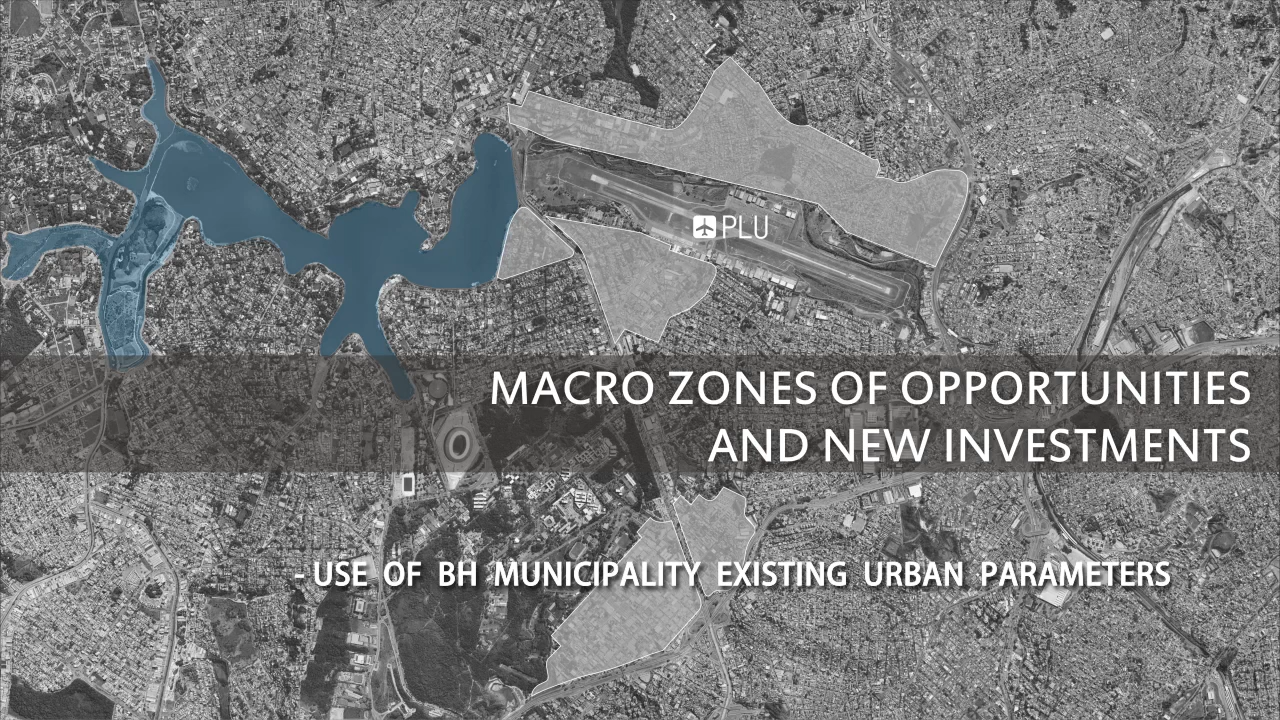 PLU
MACRO ZONES OF OPPORTUNITIES
AND NEW INVESTMENTS
- USE OF BH MUNICIPALITY EXISTING URBAN PARAMETERS